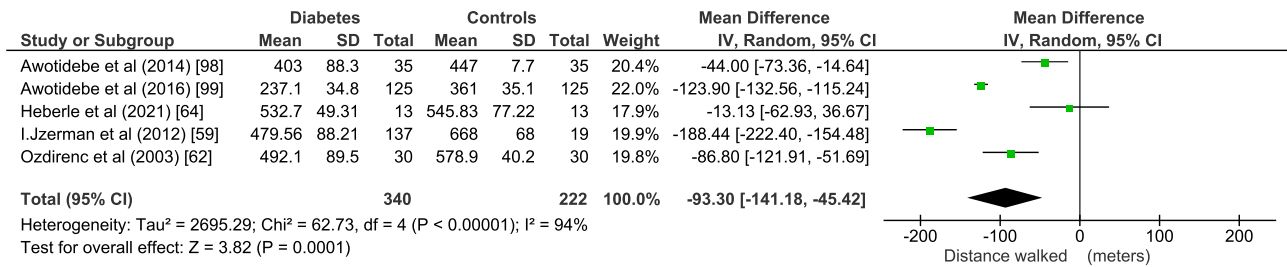 Diabetes Controls Mean Difference Mean Difference
Study or Subgroup Mean SD Total Mean SD Total Weight IV, Random, 95% CI IV, Random, 95% CI
Awotidebe et al (2014) [98] 403 88.3 35 447 7.7 35 20.4% -44.00 [-73.36, -14.64]
Awotidebe et al (2016) [99] 237.1 34.8 125 361 35.1 125 22.0% -123.90 [-132.56, -115.24]
Heberle et al (2021) [64] 532.7 49.31 13 545.83 77.22 13 17.9% -13.13 [-62.93, 36.67]
I.Jzerman et al (2012) [59] 479.56 88.21 137 668 68 19 19.9% -188.44 [-222.40, -154.48]
Ozdirenc et al (2003) [62] 492.1 89.5 30 578.9 40.2 30 19.8% -86.80 [-121.91, -51.69]
Total (95% CI) 340 222 100.0% -93.30 [-141.18, -45.42]
Heterogeneity: Tau² = 2695.29; Chi² = 62.73, df = 4 (P < 0.00001); I² = 94%
Test for overall effect: Z = 3.82 (P = 0.0001)
-200 -100 0 100 200
Distance walked (meters)